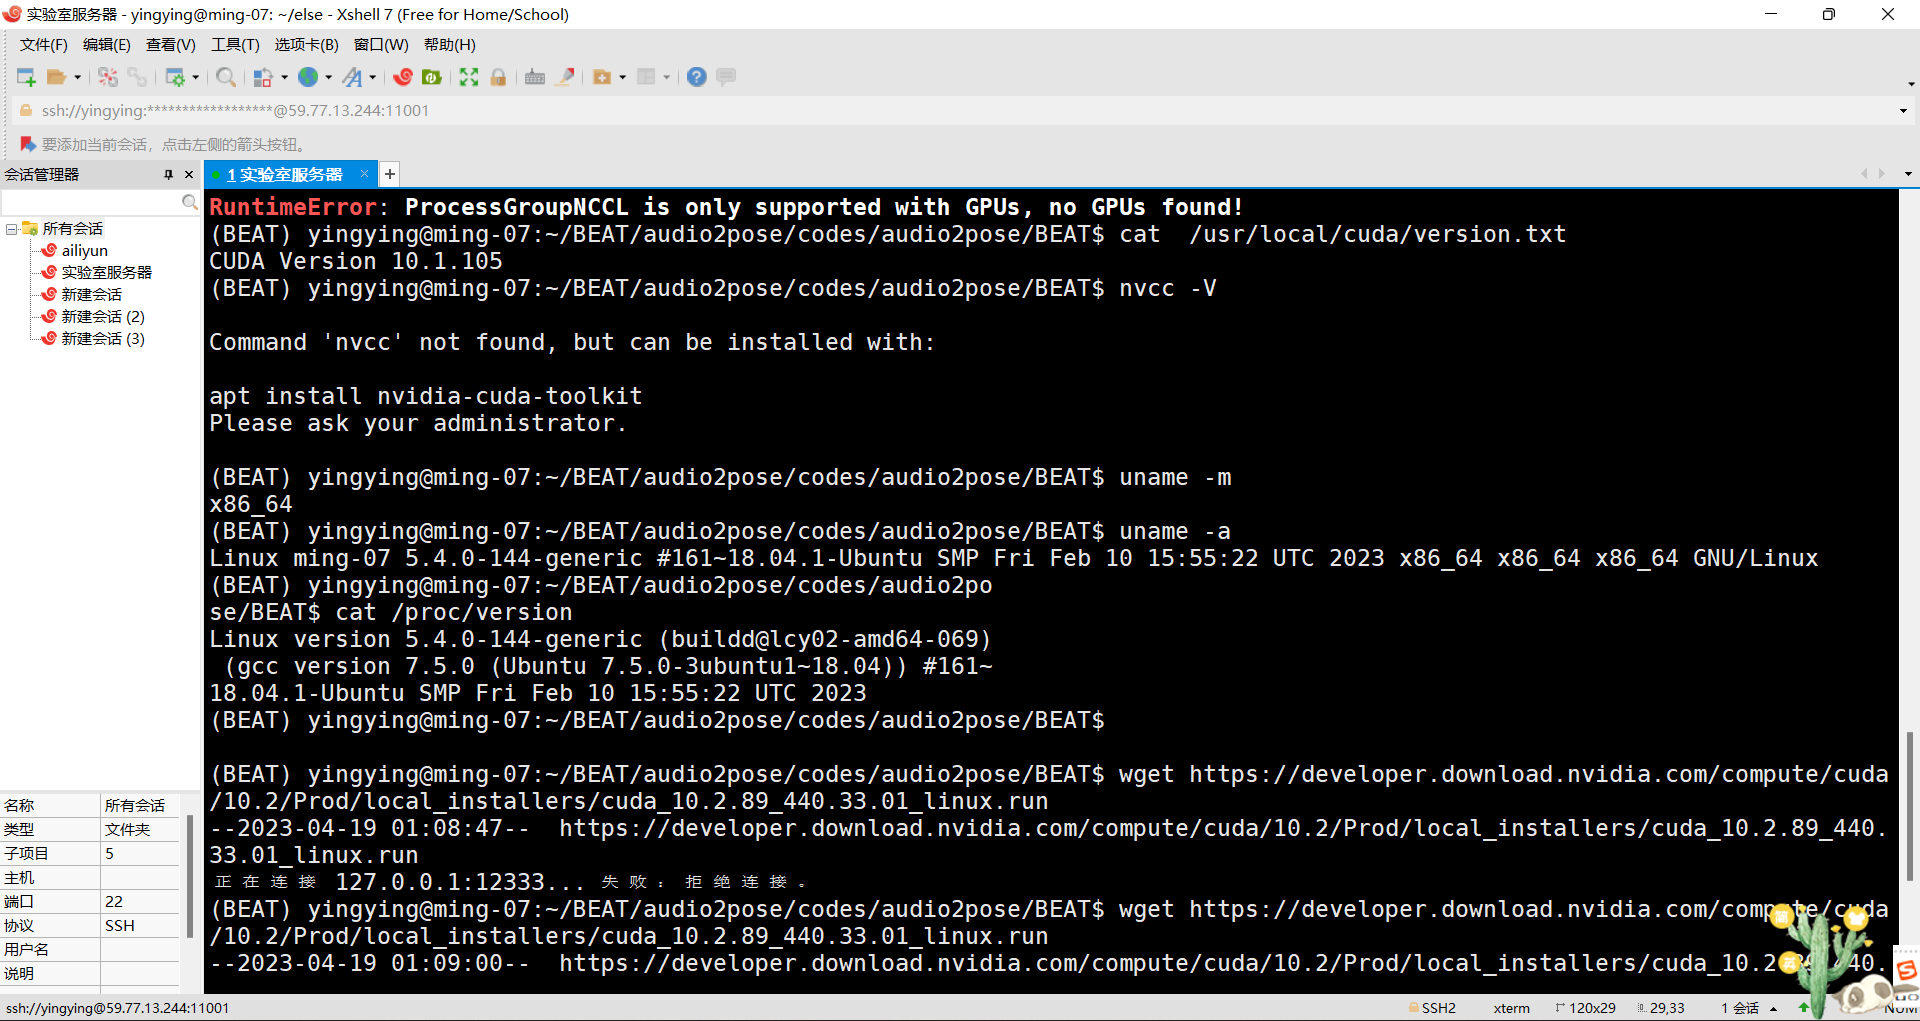 实验室服务器 - yingying@ming-07: ~/else - Xshell 7 (Free for Home/School)
文件(F) 编辑(E) 查看(V) 工具(T) 选项卡(B) 窗口(W) 帮助(H)
ssh://yingying:******************@59.77.13.244:11001
要添加当前会话，点击左侧的箭头按钮。
会话管理器
1 实验室服务器
所有会话
ailiyun
实验室服务器
新建会话
新建会话 (2)
新建会话 (3)
名称 所有会话
类型 文件夹
子项目 5
主机
端口 22
协议 SSH
用户名
说明
RuntimeError: ProcessGroupNCCL is only supported with GPUs, no GPUs found!
(BEAT) yingying@ming-07:~/BEAT/audio2pose/codes/audio2pose/BEAT$ cat  /usr/local/cuda/version.txt
CUDA Version 10.1.105
(BEAT) yingying@ming-07:~/BEAT/audio2pose/codes/audio2pose/BEAT$ nvcc -V
Command 'nvcc' not found, but can be installed with:
apt install nvidia-cuda-toolkit
Please ask your administrator.
(BEAT) yingying@ming-07:~/BEAT/audio2pose/codes/audio2pose/BEAT$ uname -m
x86_64
(BEAT) yingying@ming-07:~/BEAT/audio2pose/codes/audio2pose/BEAT$ uname -a
Linux ming-07 5.4.0-144-generic #161~18.04.1-Ubuntu SMP Fri Feb 10 15:55:22 UTC 2023 x86_64 x86_64 x86_64 GNU/Linux
(BEAT) yingying@ming-07:~/BEAT/audio2pose/codes/audio2po
se/BEAT$ cat /proc/version
Linux version 5.4.0-144-generic (buildd@lcy02-amd64-069)
(gcc version 7.5.0 (Ubuntu 7.5.0-3ubuntu1~18.04)) #161~
18.04.1-Ubuntu SMP Fri Feb 10 15:55:22 UTC 2023
(BEAT) yingying@ming-07:~/BEAT/audio2pose/codes/audio2pose/BEAT$
(BEAT) yingying@ming-07:~/BEAT/audio2pose/codes/audio2pose/BEAT$ wget https://developer.download.nvidia.com/compute/cuda
/10.2/Prod/local_installers/cuda_10.2.89_440.33.01_linux.run
--2023-04-19 01:08:47--  https://developer.download.nvidia.com/compute/cuda/10.2/Prod/local_installers/cuda_10.2.89_440.
33.01_linux.run
正在连接 127.0.0.1:12333... 失败：拒绝连接。
(BEAT) yingying@ming-07:~/BEAT/audio2pose/codes/audio2pose/BEAT$ wget https://developer.download.nvidia.com/compute/cuda
/10.2/Prod/local_installers/cuda_10.2.89_440.33.01_linux.run
--2023-04-19 01:09:00--  https://developer.download.nvidia.com/compute/cuda/10.2/Prod/local_installers/cuda_10.2.89_440.
ssh://yingying@59.77.13.244:11001
SSH2 xterm 120x29 29,33 1 会话 NUM